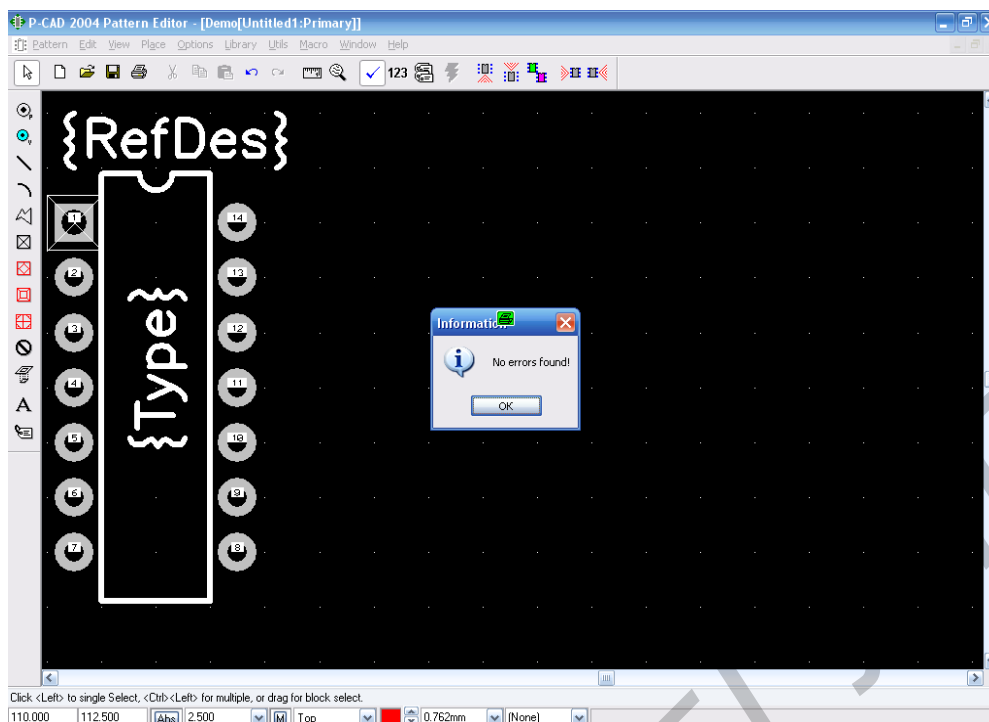 P-CAD 2004 Pattern Editor - [Demo[Untitled1:Primary]]
Pattern Edit View Place Options Library Utils Macro Window Help
123
{RefDes}
1
14
2
13
3
12
4
11
5
10
6
9
7
8
{Type}
Information
No errors found!
OK
A
Click <Left> to single Select, <Ctrl><Left> for multiple, or drag for block select.
110.000 112.500 Abs 2.500 M Top 0.762mm (None)